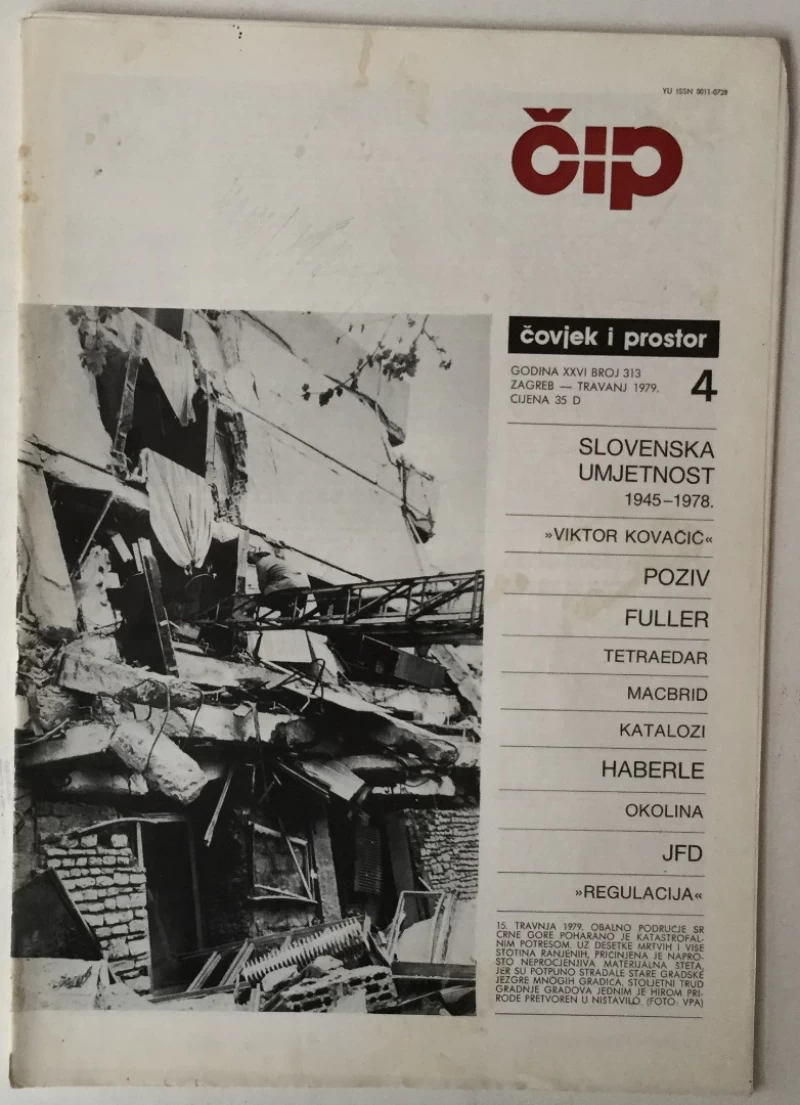 YU ISSN 0011-0728
čip
čovjek i prostor
GODINA XXVI BROJ 313
ZAGREB — TRAVANJ 1979.
CIJENA 35 D
4
SLOVENSKA
UMJETNOST
1945–1978.
»VIKTOR KOVAČIĆ«
POZIV
FULLER
TETRAEDAR
MACBRID
KATALOZI
HABERLE
OKOLINA
JFD
»REGULACIJA«
15. TRAVNJA 1979. OBALNO PODRUČJE SR
CRNE GORE POHARANO JE KATASTROFAL-
NIM POTRESOM. UZ DESETKE MRTVIH I VIŠE
STOTINA RANJENIH, PRIČINJENA JE NAPRO-
STO NEPROCJENJIVA MATERIJALNA ŠTETA,
JER SU POTPUNO STRADALE STARE GRADSKE
JEZGRE MNOGIH GRADIĆA. STOLJETNI TRUD
GRADNJE GRADOVA JEDNIM JE HIROM PRI-
RODE PRETVOREN U NIŠTAVILO. (FOTO: VPA)